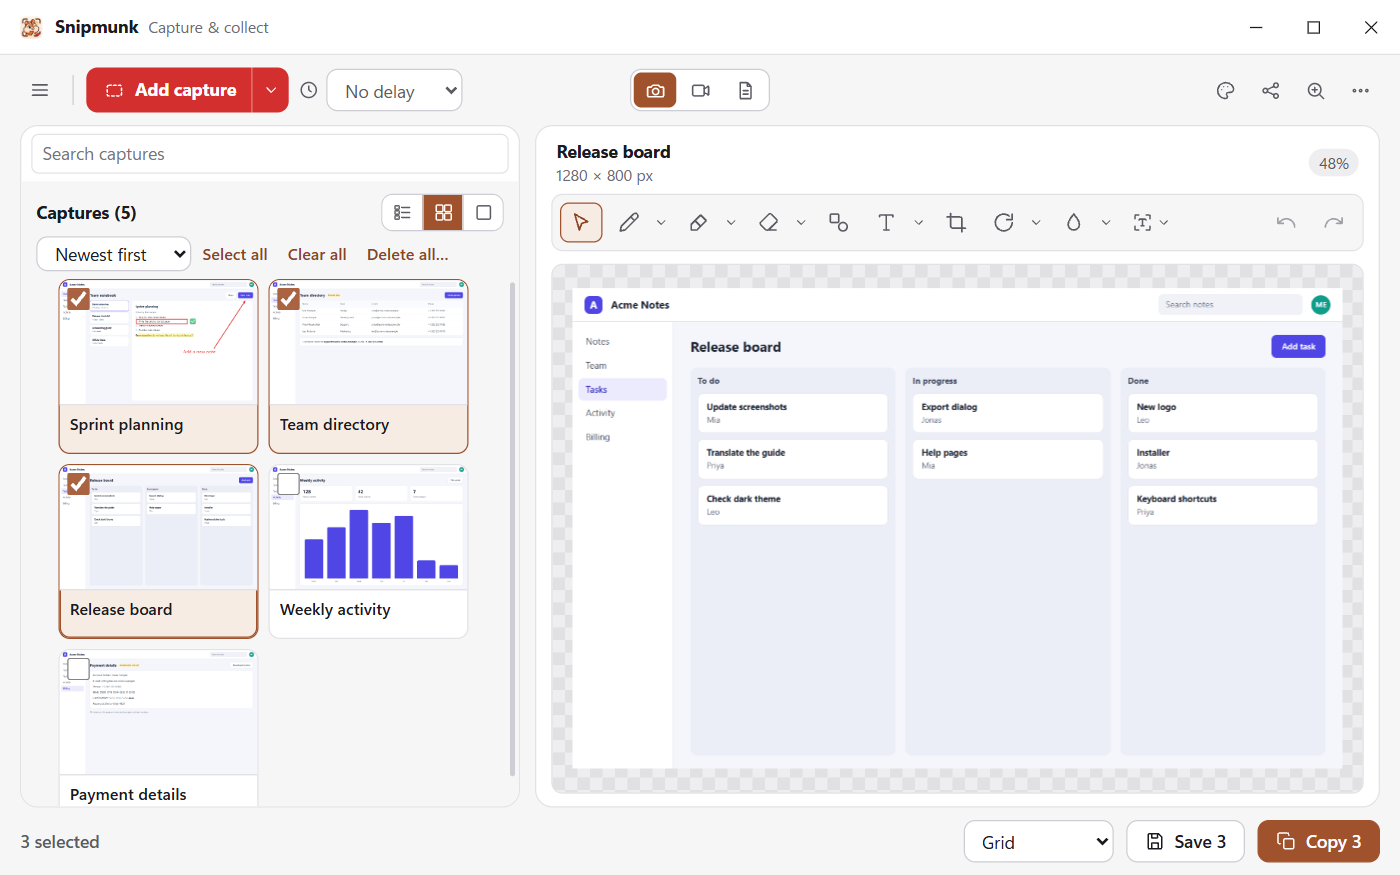 Snipmunk Capture & collect
Add capture
No delay
Search captures
Captures (5)
Newest first
Select all
Clear all
Delete all...
Sprint planning
Team directory
Release board
Weekly activity
Payment details
3 selected
Release board
1280 × 800 px
48%
A Acme Notes
Search notes
ME
Notes
Team
Tasks
Activity
Billing
Release board
Add task
To do
Update screenshots
Mia
Translate the guide
Priya
Check dark theme
Leo
In progress
Export dialog
Jonas
Help pages
Mia
Done
New logo
Leo
Installer
Jonas
Keyboard shortcuts
Priya
Grid
Save 3
Copy 3